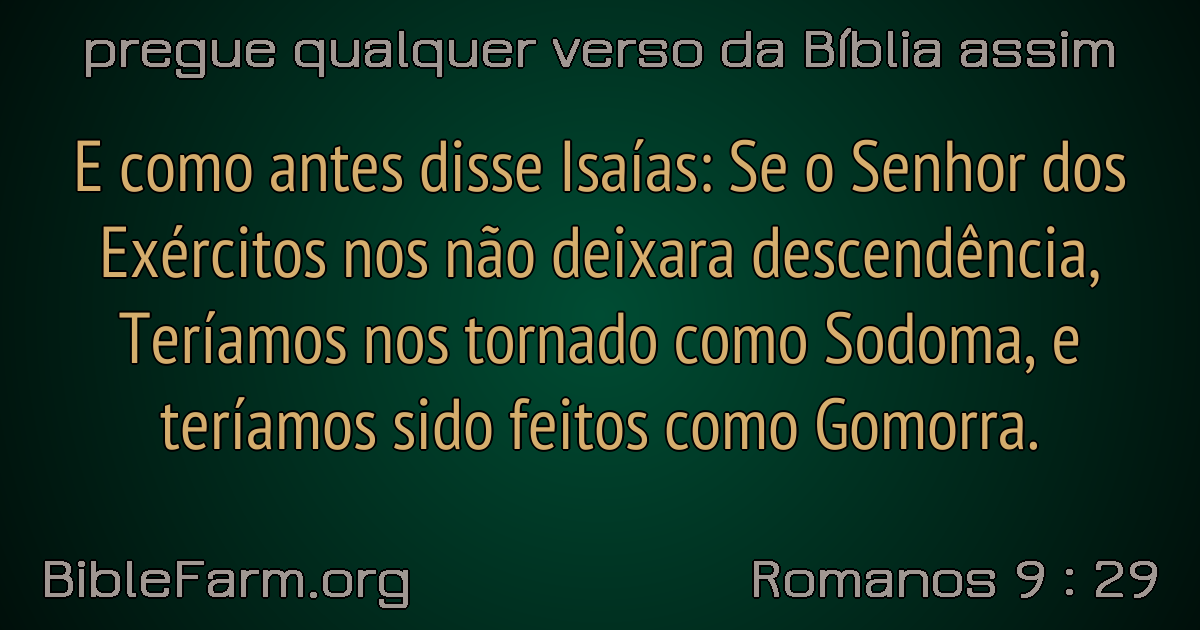 pregue qualquer verso da Bíblia assim
E como antes disse Isaías: Se o Senhor dos
Exércitos nos não deixara descendência,
Teríamos nos tornado como Sodoma, e
teríamos sido feitos como Gomorra.
BibleFarm.org
Romanos 9 : 29